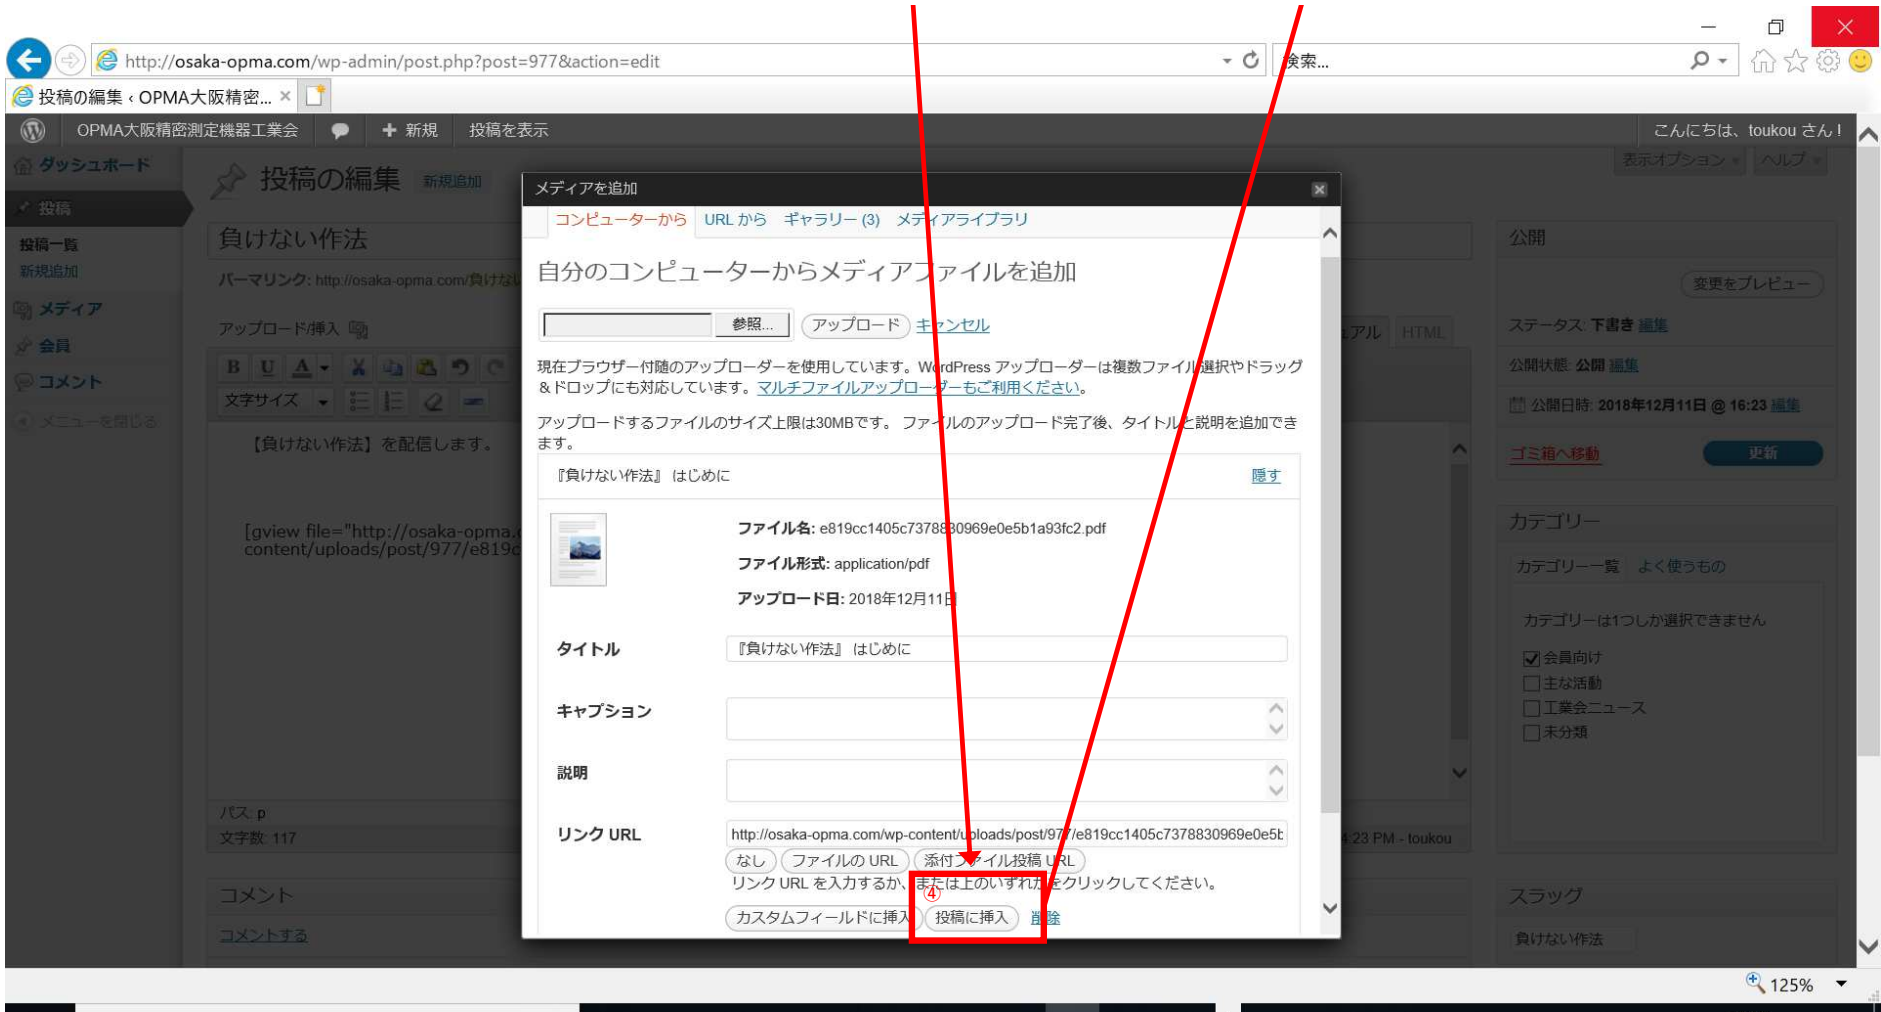 http://osaka-opma.com/wp-admin/post.php?post=977&action=edit
検索...
投稿の編集 ‹ OPMA大阪精密... ×
OPMA大阪精密測定機器工業会
+ 新規
投稿を表示
こんにちは、toukou さん!
ダッシュボード
投稿
投稿一覧
新規追加
メディア
会員
コメント
メニューを閉じる
投稿の編集
新規追加
表示オプション
ヘルプ
負けない作法
パーマリンク: http://osaka-opma.com/負けない
アップロード/挿入
ュアル
HTML
B U A
文字サイズ
【負けない作法】を配信します。
[gview file="http://osaka-opma.
content/uploads/post/977/e819c
パス: p
文字数: 117
4:23 PM - toukou
コメント
コメントする
メディアを追加
コンピューターから
URL から
ギャラリー (3)
メディアライブラリ
自分のコンピューターからメディアファイルを追加
参照...
アップロード
キャンセル
現在ブラウザー付随のアップローダーを使用しています。WordPress アップローダーは複数ファイル選択やドラッグ
&ドロップにも対応しています。マルチファイルアップローダーもご利用ください。
アップロードするファイルのサイズ上限は30MBです。 ファイルのアップロード完了後、タイトルと説明を追加でき
ます。
『負けない作法』 はじめに
隠す
ファイル名: e819cc1405c7378830969e0e5b1a93fc2.pdf
ファイル形式: application/pdf
アップロード日: 2018年12月11日
タイトル
『負けない作法』 はじめに
キャプション
説明
リンク URL
http://osaka-opma.com/wp-content/uploads/post/977/e819cc1405c7378830969e0e5b
なし
ファイルの URL
添付ファイル投稿 URL
リンク URL を入力するか、または上のいずれかをクリックしてください。
④
カスタムフィールドに挿入
投稿に挿入
削除
公開
変更をプレビュー
ステータス: 下書き 編集
公開状態: 公開 編集
公開日時: 2018年12月11日 @ 16:23 編集
ゴミ箱へ移動
更新
カテゴリー
カテゴリー一覧
よく使うもの
カテゴリーは1つしか選択できません
会員向け
主な活動
工業会ニュース
未分類
スラッグ
負けない作法
125%